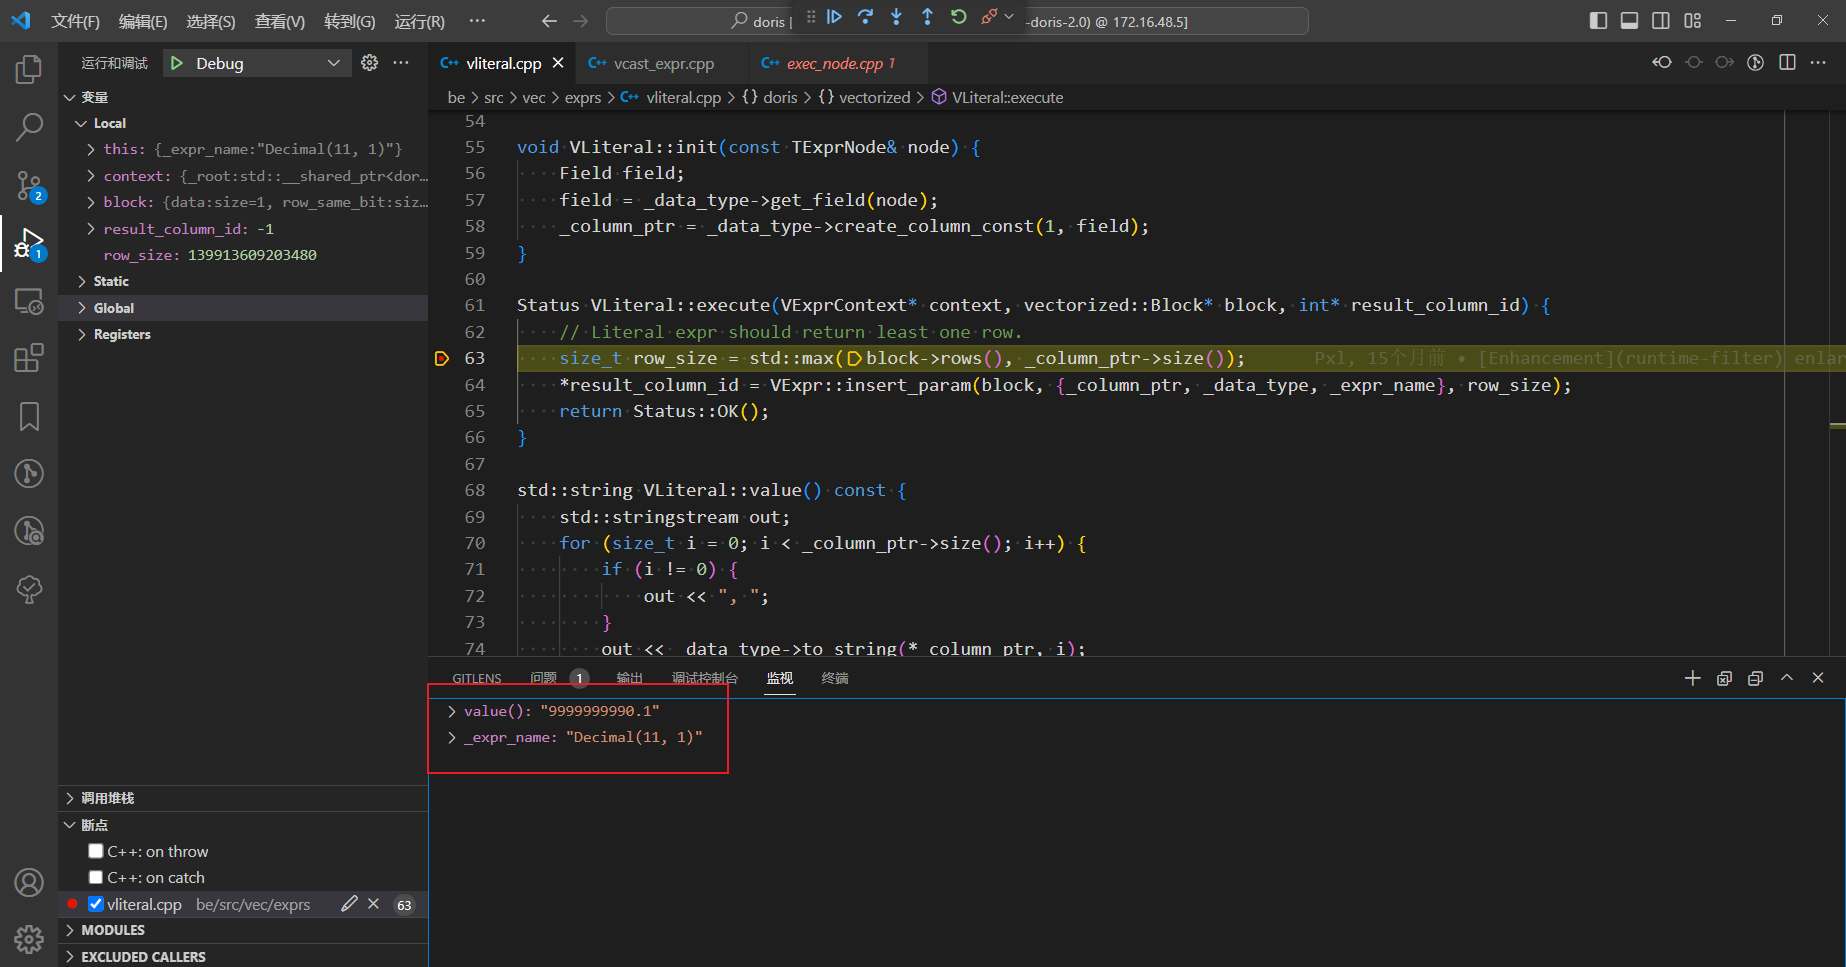 文件(F) 编辑(E) 选择(S) 查看(V) 转到(G) 运行(R) ··· doris [ -doris-2.0) @ 172.16.48.5]
运行和调试 Debug ···
C++ vliteral.cpp C++ vcast_expr.cpp C++ exec_node.cpp 1 ···
be > src > vec > exprs > C++ vliteral.cpp > {} doris > {} vectorized > VLiteral::execute
变量
Local
this: {_expr_name:"Decimal(11, 1)"}
context: {_root:std::__shared_ptr<dor…
block: {data:size=1, row_same_bit:siz…
result_column_id: -1
row_size: 139913609203480
Static
Global
Registers
2
1
54
55 void VLiteral::init(const TExprNode& node) {
56 Field field;
57 field = _data_type->get_field(node);
58 _column_ptr = _data_type->create_column_const(1, field);
59 }
60
61 Status VLiteral::execute(VExprContext* context, vectorized::Block* block, int* result_column_id) {
62 // Literal expr should return least one row.
63 size_t row_size = std::max(block->rows(), _column_ptr->size()); Pxl, 15个月前 • [Enhancement](runtime-filter) enlar
64 *result_column_id = VExpr::insert_param(block, {_column_ptr, _data_type, _expr_name}, row_size);
65 return Status::OK();
66 }
67
68 std::string VLiteral::value() const {
69 std::stringstream out;
70 for (size_t i = 0; i < _column_ptr->size(); i++) {
71 if (i != 0) {
72 out << ", ";
73 }
74 out << _data_type->to_string(*_column_ptr, i);
GITLENS 问题 1 输出 调试控制台 监视 终端
value(): "9999999990.1"
_expr_name: "Decimal(11, 1)"
调用堆栈
断点
C++: on throw
C++: on catch
vliteral.cpp be/src/vec/exprs 63
MODULES
EXCLUDED CALLERS